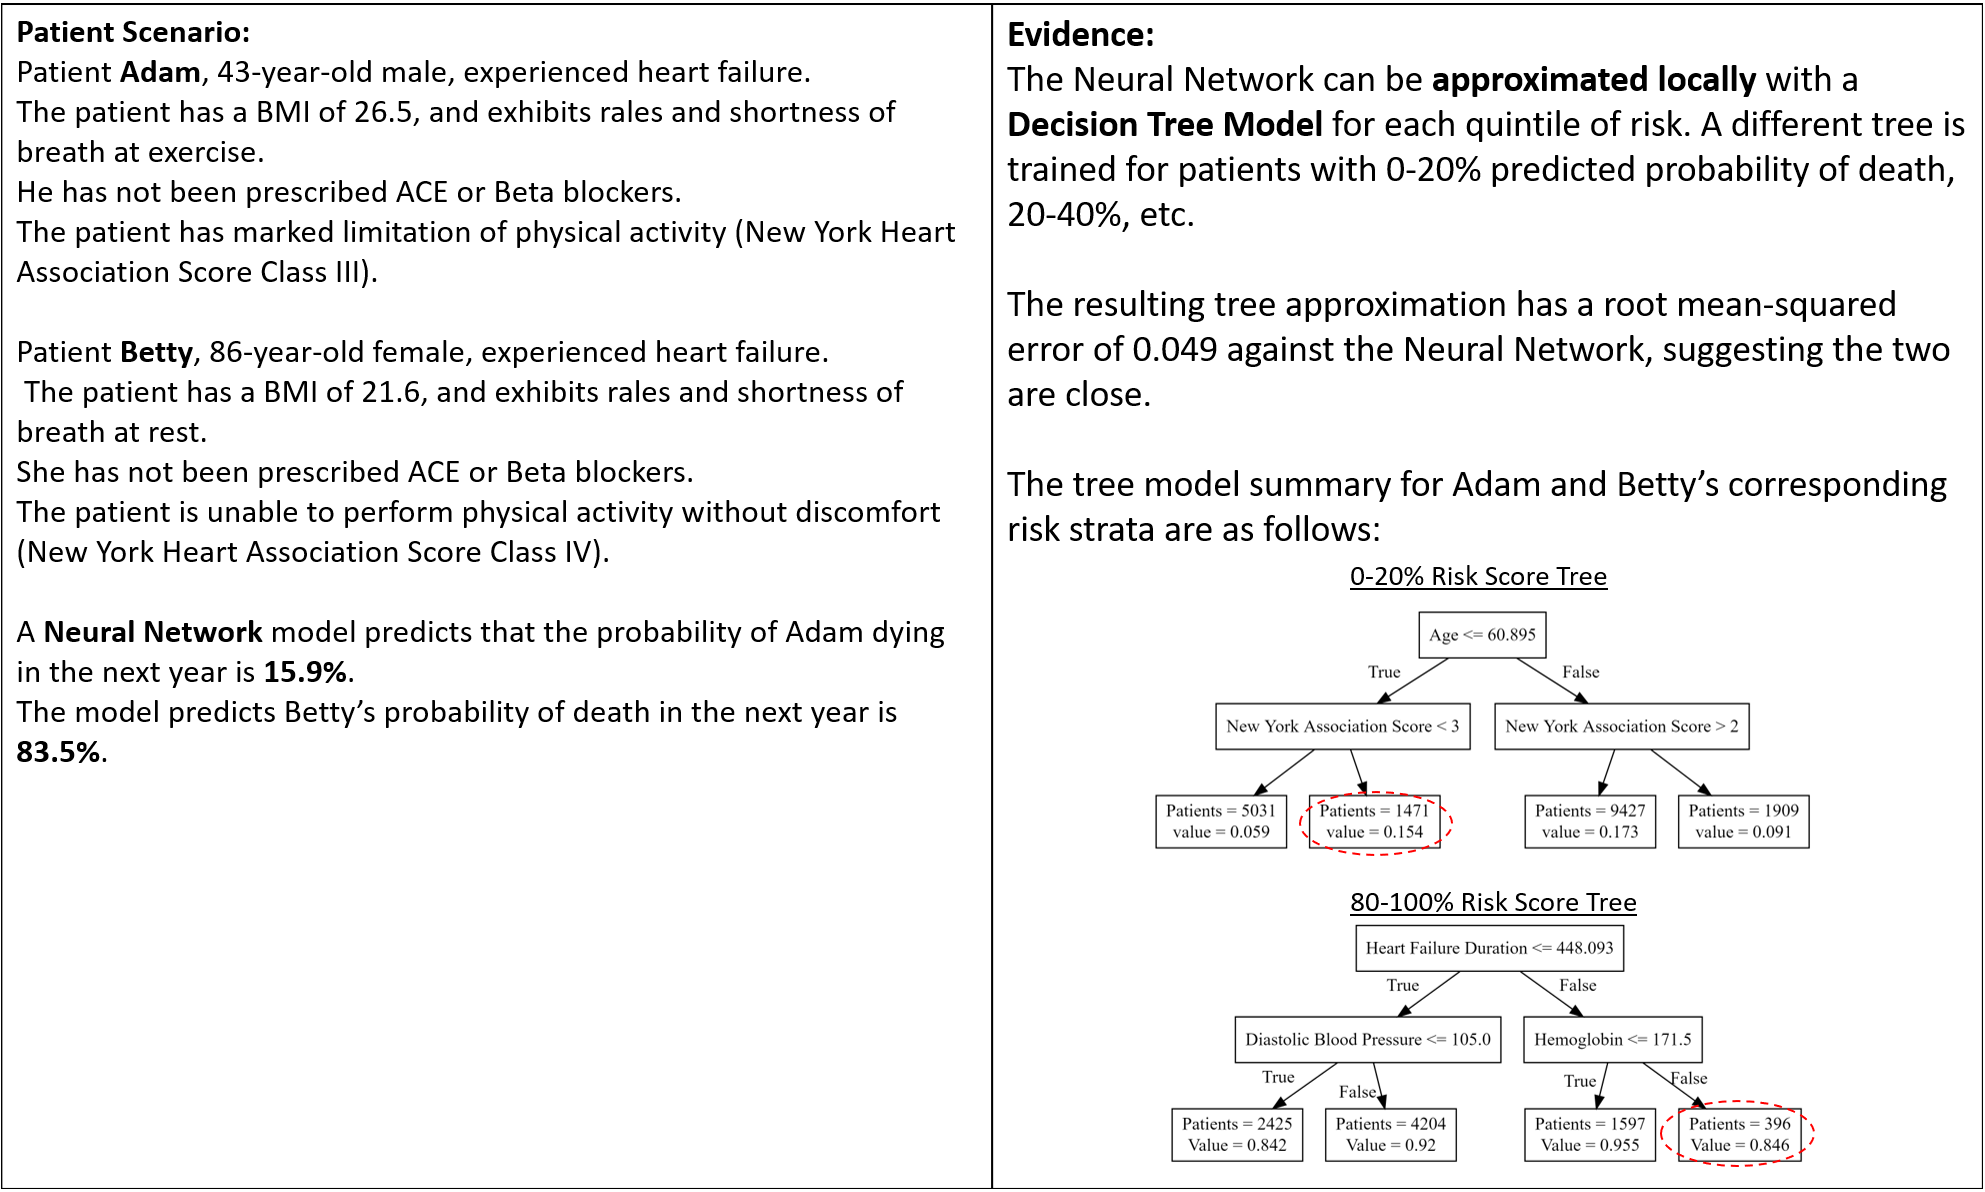 Patient Scenario:
Patient Adam, 43-year-old male, experienced heart failure.
The patient has a BMI of 26.5, and exhibits rales and shortness of
breath at exercise.
He has not been prescribed ACE or Beta blockers.
The patient has marked limitation of physical activity (New York Heart
Association Score Class III).
Patient Betty, 86-year-old female, experienced heart failure.
The patient has a BMI of 21.6, and exhibits rales and shortness of
breath at rest.
She has not been prescribed ACE or Beta blockers.
The patient is unable to perform physical activity without discomfort
(New York Heart Association Score Class IV).
A Neural Network model predicts that the probability of Adam dying
in the next year is 15.9%.
The model predicts Betty’s probability of death in the next year is
83.5%.
Evidence:
The Neural Network can be approximated locally with a
Decision Tree Model for each quintile of risk. A different tree is
trained for patients with 0-20% predicted probability of death,
20-40%, etc.
The resulting tree approximation has a root mean-squared
error of 0.049 against the Neural Network, suggesting the two
are close.
The tree model summary for Adam and Betty’s corresponding
risk strata are as follows:
0-20% Risk Score Tree
Age <= 60.895
True
False
New York Association Score < 3
New York Association Score > 2
Patients = 5031
value = 0.059
Patients = 1471
value = 0.154
Patients = 9427
value = 0.173
Patients = 1909
value = 0.091
80-100% Risk Score Tree
Heart Failure Duration <= 448.093
True
False
Diastolic Blood Pressure <= 105.0
Hemoglobin <= 171.5
True
False
True
False
Patients = 2425
Value = 0.842
Patients = 4204
Value = 0.92
Patients = 1597
Value = 0.955
Patients = 396
Value = 0.846